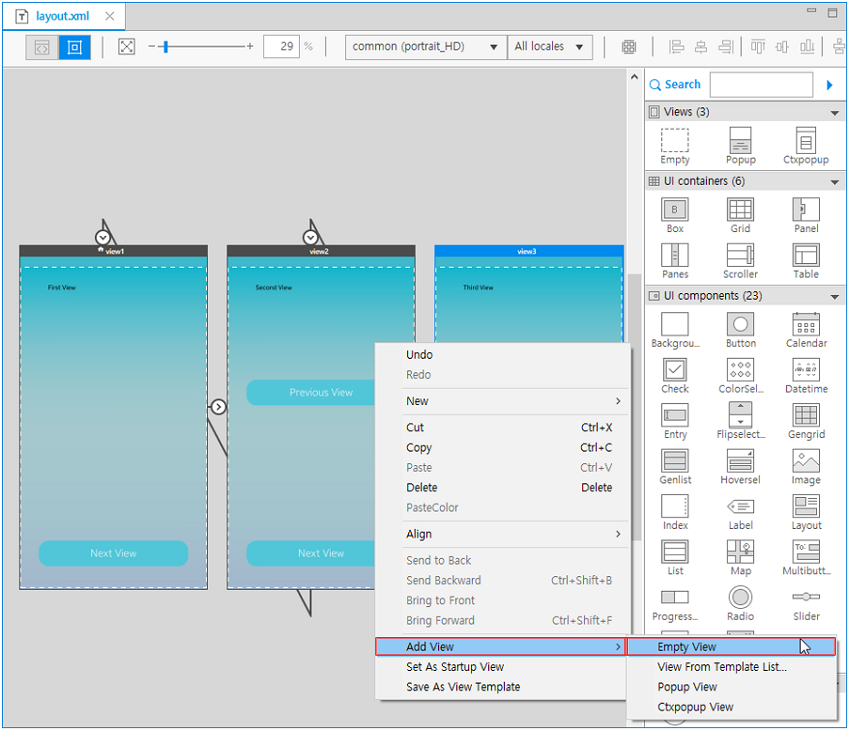 layout.xml
29 %
common (portrait_HD)
All locales
Search
Views (3)
Empty
Popup
Ctxpopup
UI containers (6)
Box
Grid
Panel
Panes
Scroller
Table
UI components (23)
Backgrou...
Button
Calendar
Check
ColorSel...
Datetime
Entry
Flipselect...
Gengrid
Genlist
Hoversel
Image
Index
Label
Layout
List
Map
Multibutt...
Progress...
Radio
Slider
view1
First View
Next View
view2
Second View
Previous View
Next View
view3
Third View
Undo
Redo
New
Cut Ctrl+X
Copy Ctrl+C
Paste Ctrl+V
Delete Delete
PasteColor
Align
Send to Back
Send Backward Ctrl+Shift+B
Bring to Front
Bring Forward Ctrl+Shift+F
Add View
Set As Startup View
Save As View Template
Empty View
View From Template List...
Popup View
Ctxpopup View